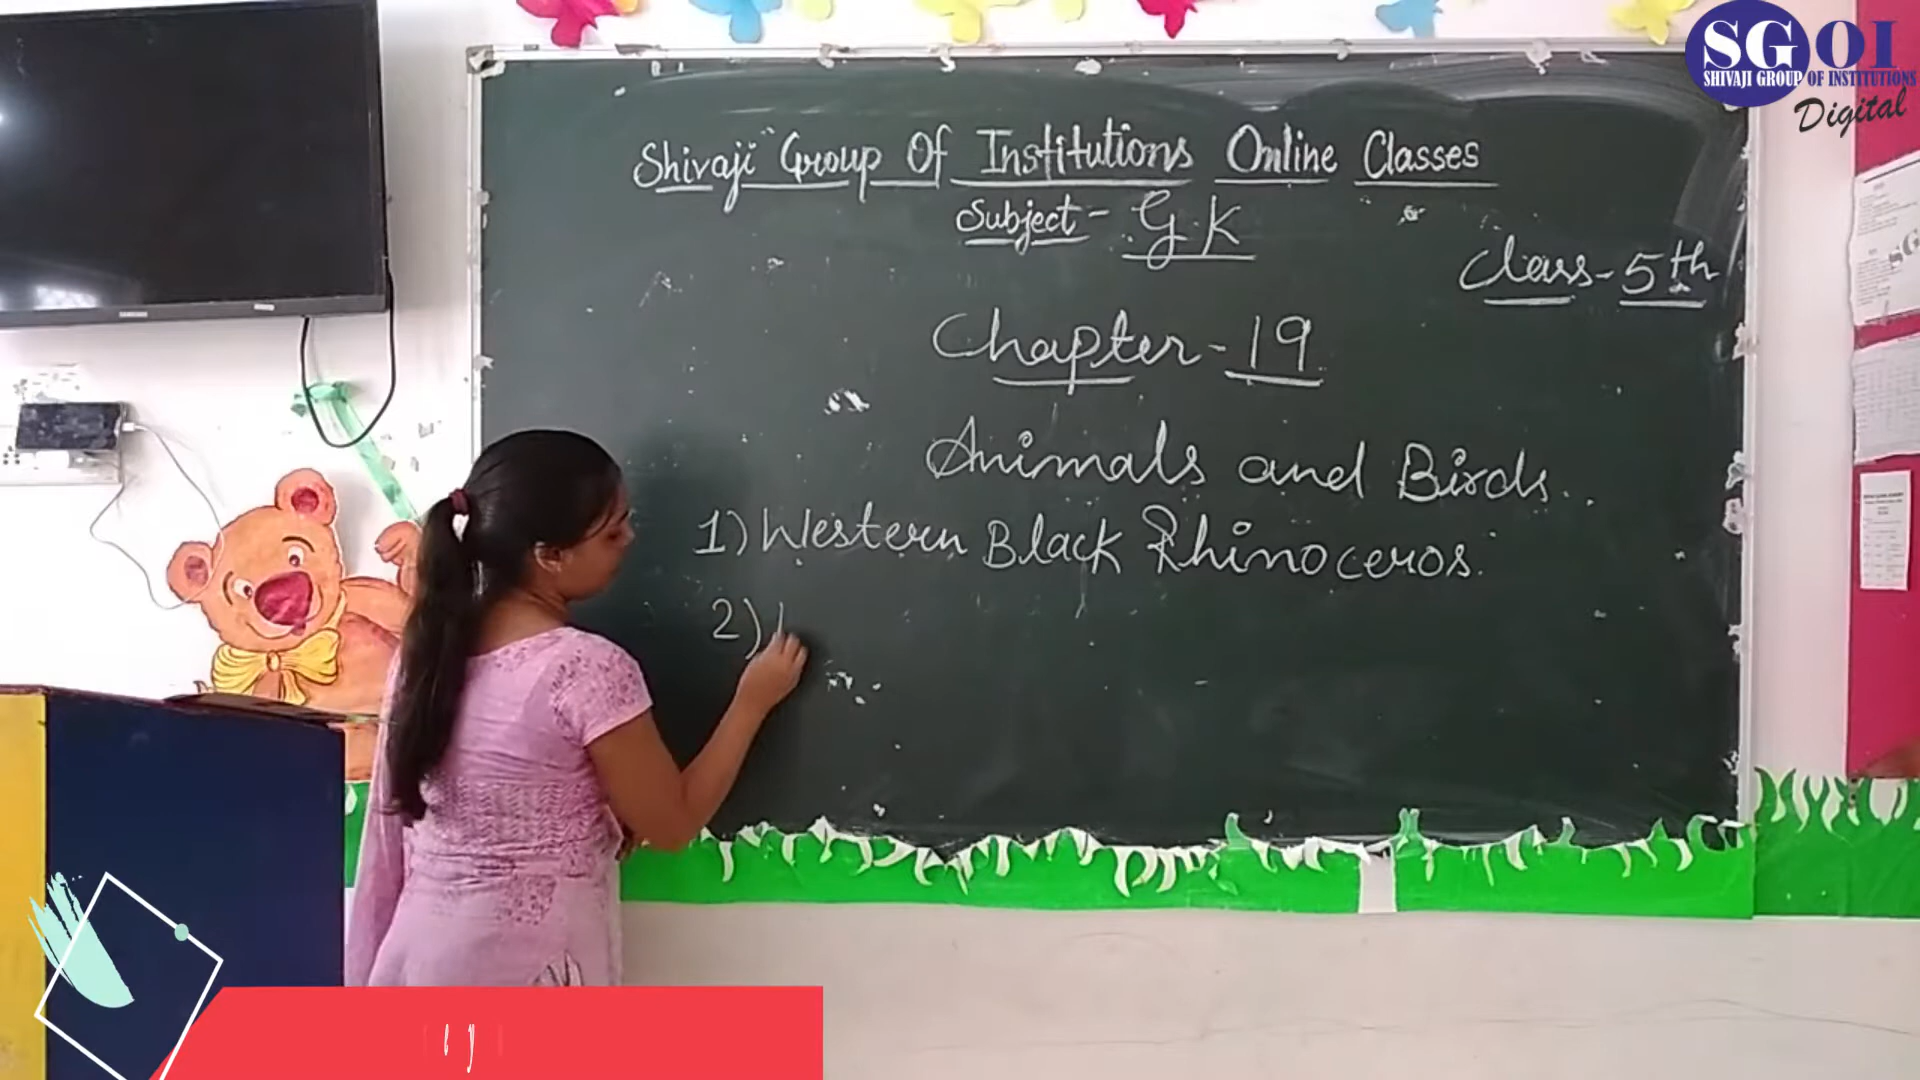 SGOI
SHIVAJI GROUP OF INSTITUTIONS
Digital
Shivaji Group Of Institutions Online Classes
Subject - G.K
Class - 5th
Chapter - 19
Animals and Birds..
1) Western Black Rhinoceros.
2)
SAMSUNG